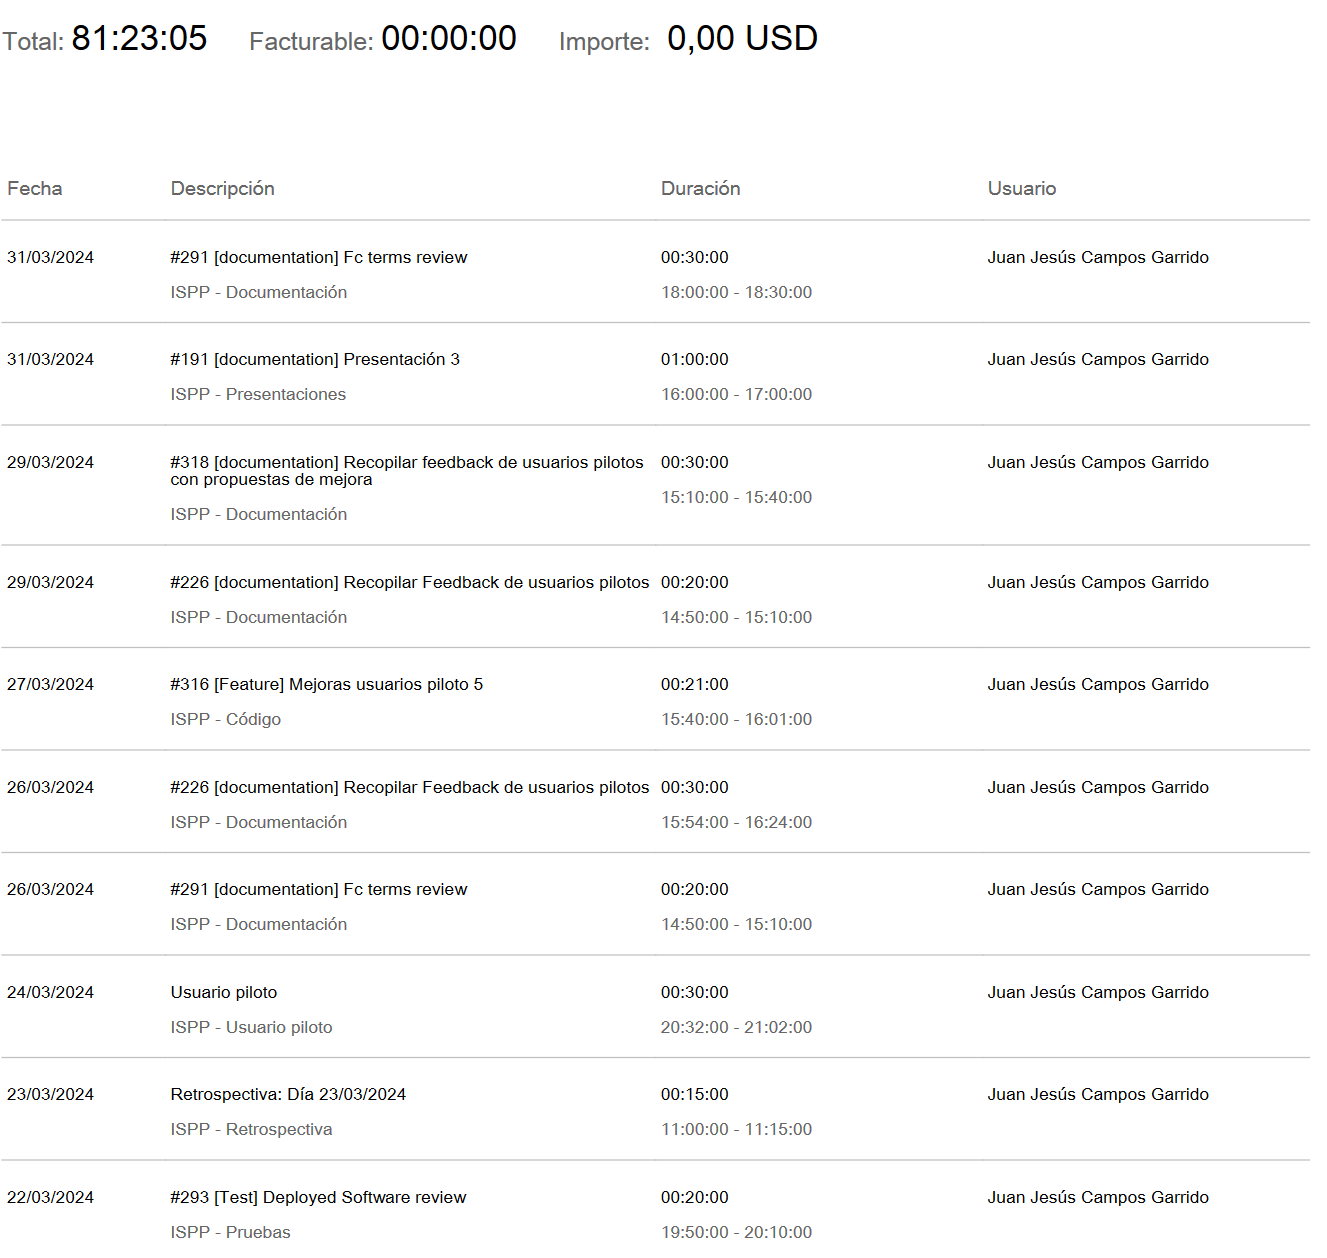 Total: 81:23:05 Facturable: 00:00:00 Importe: 0,00 USD
Fecha Descripción Duración Usuario
31/03/2024 #291 [documentation] Fc terms review 00:30:00 Juan Jesús Campos Garrido
ISPP - Documentación 18:00:00 - 18:30:00
31/03/2024 #191 [documentation] Presentación 3 01:00:00 Juan Jesús Campos Garrido
ISPP - Presentaciones 16:00:00 - 17:00:00
29/03/2024 #318 [documentation] Recopilar feedback de usuarios pilotos 00:30:00 Juan Jesús Campos Garrido
con propuestas de mejora
15:10:00 - 15:40:00
ISPP - Documentación
29/03/2024 #226 [documentation] Recopilar Feedback de usuarios pilotos 00:20:00 Juan Jesús Campos Garrido
ISPP - Documentación 14:50:00 - 15:10:00
27/03/2024 #316 [Feature] Mejoras usuarios piloto 5 00:21:00 Juan Jesús Campos Garrido
ISPP - Código 15:40:00 - 16:01:00
26/03/2024 #226 [documentation] Recopilar Feedback de usuarios pilotos 00:30:00 Juan Jesús Campos Garrido
ISPP - Documentación 15:54:00 - 16:24:00
26/03/2024 #291 [documentation] Fc terms review 00:20:00 Juan Jesús Campos Garrido
ISPP - Documentación 14:50:00 - 15:10:00
24/03/2024 Usuario piloto 00:30:00 Juan Jesús Campos Garrido
ISPP - Usuario piloto 20:32:00 - 21:02:00
23/03/2024 Retrospectiva: Día 23/03/2024 00:15:00 Juan Jesús Campos Garrido
ISPP - Retrospectiva 11:00:00 - 11:15:00
22/03/2024 #293 [Test] Deployed Software review 00:20:00 Juan Jesús Campos Garrido
ISPP - Pruebas 19:50:00 - 20:10:00